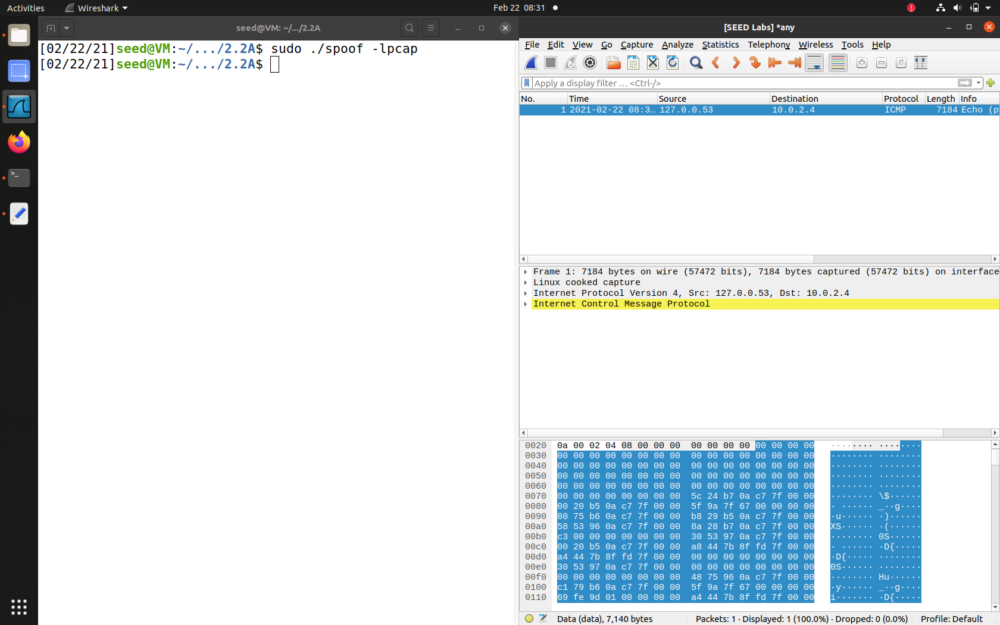 Activities Wireshark Feb 22 08:31
seed@VM: ~/.../2.2A
[02/22/21]seed@VM:~/.../2.2A$ sudo ./spoof -lpcap
[02/22/21]seed@VM:~/.../2.2A$
[SEED Labs] *any
File Edit View Go Capture Analyze Statistics Telephony Wireless Tools Help
Apply a display filter … <Ctrl-/>
No. Time Source Destination Protocol Length Info
1 2021-02-22 08:3… 127.0.0.53 10.0.2.4 ICMP 7184 Echo (p
Frame 1: 7184 bytes on wire (57472 bits), 7184 bytes captured (57472 bits) on interface
Linux cooked capture
Internet Protocol Version 4, Src: 127.0.0.53, Dst: 10.0.2.4
Internet Control Message Protocol
0020 0a 00 02 04 08 00 00 00 00 00 00 00 00 00 00 00 ········ ········
0030 00 00 00 00 00 00 00 00 00 00 00 00 00 00 00 00 ········ ········
0040 00 00 00 00 00 00 00 00 00 00 00 00 00 00 00 00 ········ ········
0050 00 00 00 00 00 00 00 00 00 00 00 00 00 00 00 00 ········ ········
0060 00 00 00 00 00 00 00 00 00 00 00 00 00 00 00 00 ········ ········
0070 00 00 00 00 00 00 00 00 5c 24 b7 0a c7 7f 00 00 ········ \$······
0080 00 20 b5 0a c7 7f 00 00 5f 9a 7f 67 00 00 00 00 · ······ _··g····
0090 80 75 b6 0a c7 7f 00 00 b8 29 b5 0a c7 7f 00 00 ·u······ ·)······
00a0 58 53 96 0a c7 7f 00 00 8a 28 b7 0a c7 7f 00 00 XS······ ·(······
00b0 c3 00 00 00 00 00 00 00 30 53 97 0a c7 7f 00 00 ········ 0S······
00c0 00 20 b5 0a c7 7f 00 00 a8 44 7b 8f fd 7f 00 00 · ······ ·D{·····
00d0 a4 44 7b 8f fd 7f 00 00 00 00 00 00 00 00 00 00 ·D{····· ········
00e0 30 53 97 0a c7 7f 00 00 00 00 00 00 00 00 00 00 0S······ ········
00f0 00 00 00 00 00 00 00 00 48 75 96 0a c7 7f 00 00 ········ Hu······
0100 c1 79 b6 0a c7 7f 00 00 5f 9a 7f 67 00 00 00 00 ·y······ _··g····
0110 69 fe 9d 01 00 00 00 00 a4 44 7b 8f fd 7f 00 00 i······· ·D{·····
Data (data), 7,140 bytes Packets: 1 · Displayed: 1 (100.0%) · Dropped: 0 (0.0%) Profile: Default